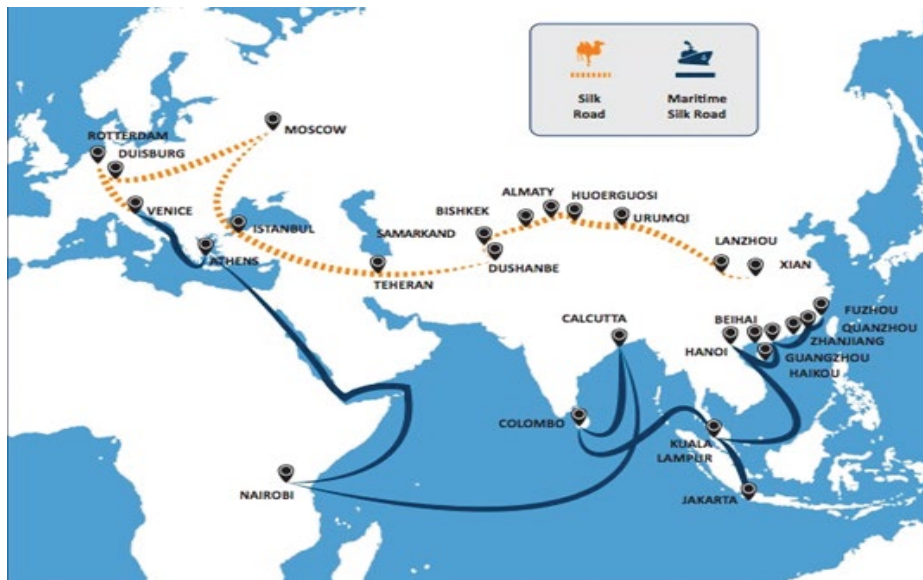 Silk
Road
Maritime
Silk Road
ROTTERDAM
DUISBURG
MOSCOW
VENICE
ISTANBUL
ATHENS
TEHERAN
SAMARKAND
BISHKEK
ALMATY
HUOERGUOSI
URUMQI
DUSHANBE
LANZHOU
XIAN
CALCUTTA
BEIHAI
FUZHOU
QUANZHOU
ZHANJIANG
HANOI
GUANGZHOU
HAIKOU
COLOMBO
KUALA
LAMPUR
NAIROBI
JAKARTA